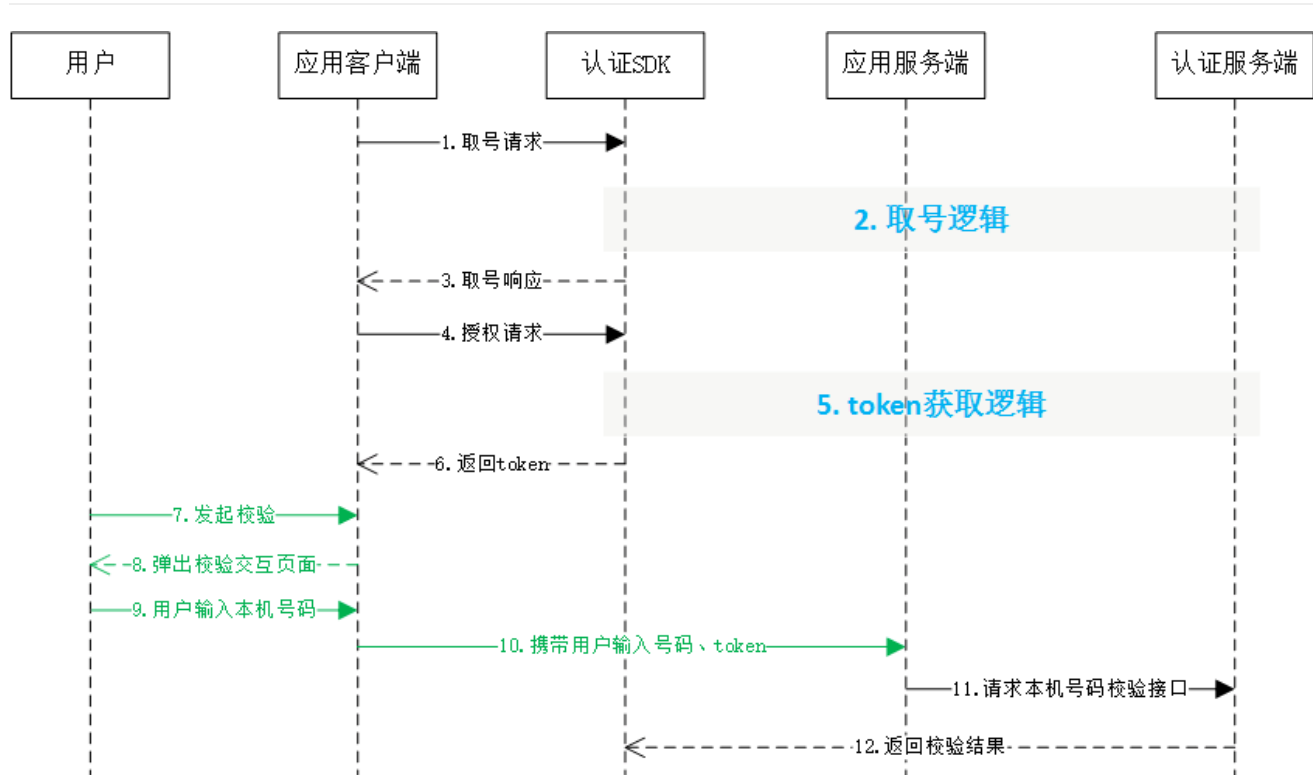 用户
应用客户端
认证SDK
应用服务端
认证服务端
1.取号请求
2. 取号逻辑
3.取号响应
4.授权请求
5. token获取逻辑
6.返回token
7.发起校验
8.弹出校验交互页面
9.用户输入本机号码
10.携带用户输入号码、token
11.请求本机号码校验接口
12.返回校验结果